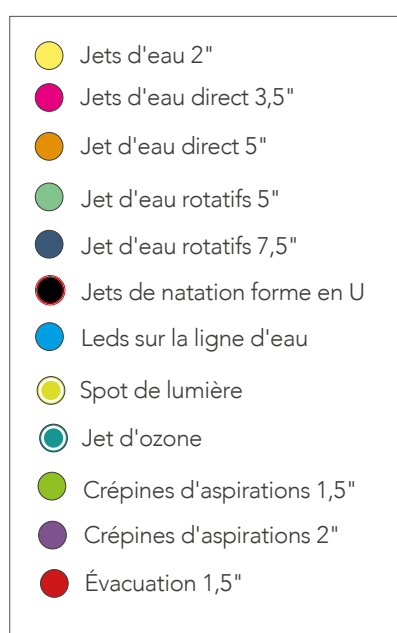 Jets d'eau 2"
Jets d'eau direct 3,5"
Jet d'eau direct 5"
Jet d'eau rotatifs 5"
Jet d'eau rotatifs 7,5"
Jets de natation forme en U
Leds sur la ligne d'eau
Spot de lumière
Jet d'ozone
Crépines d'aspirations 1,5"
Crépines d'aspirations 2"
Évacuation 1,5"